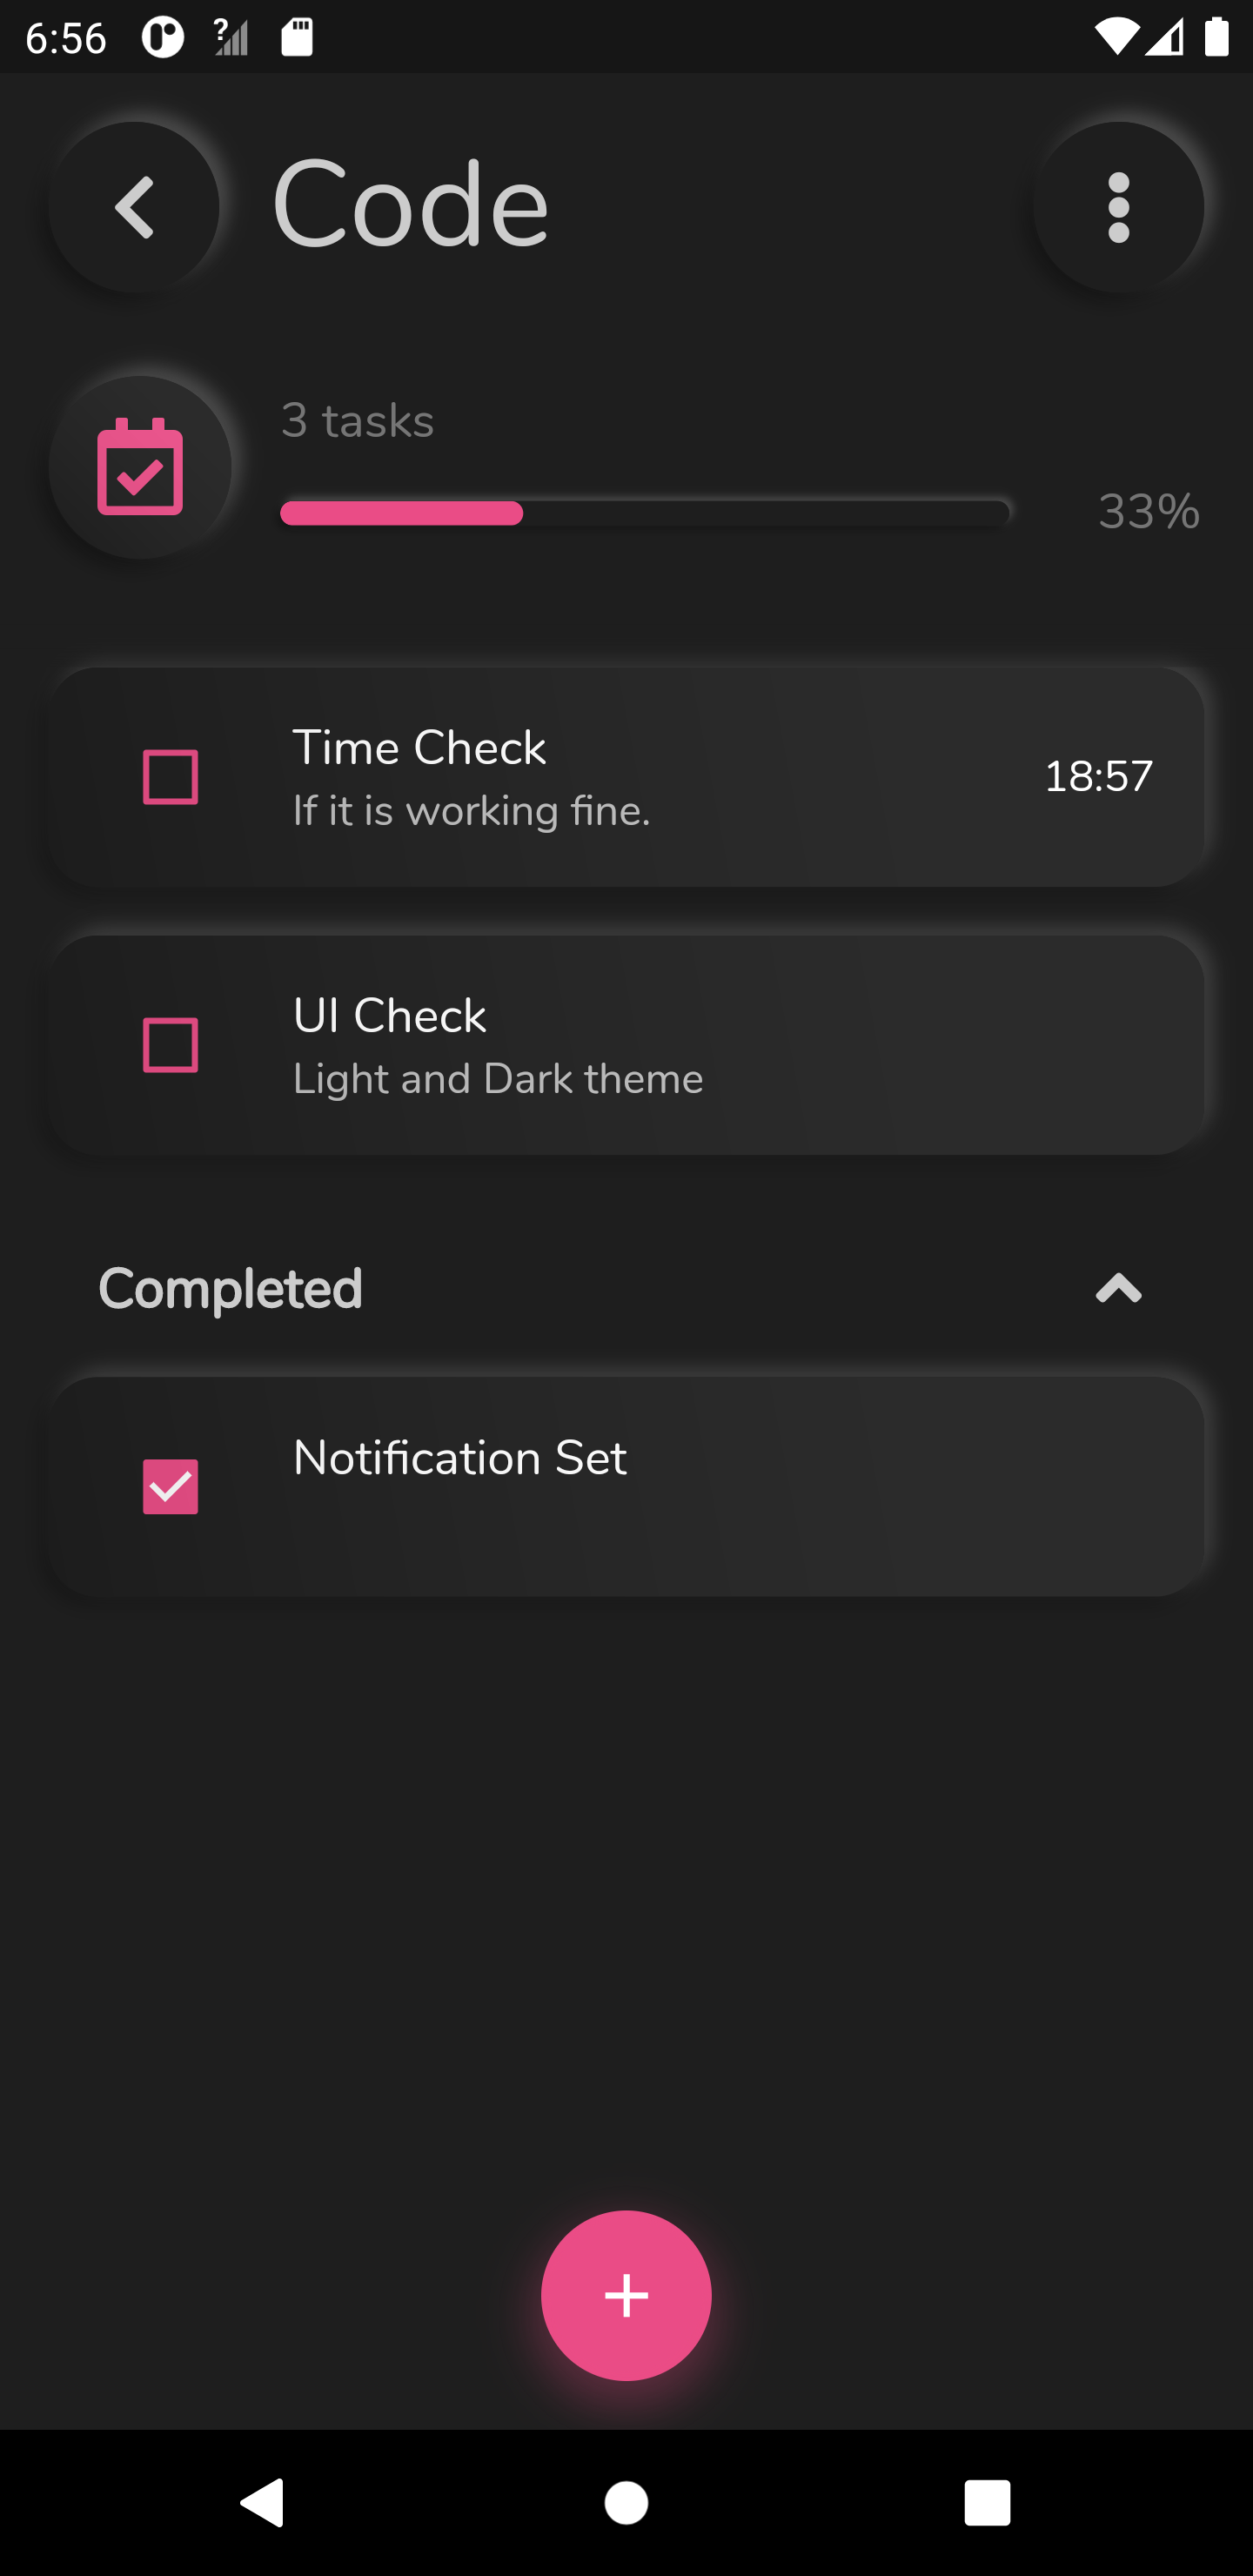 6:56
?
Code
3 tasks
33%
Time Check
If it is working fine.
18:57
UI Check
Light and Dark theme
Completed
Notification Set